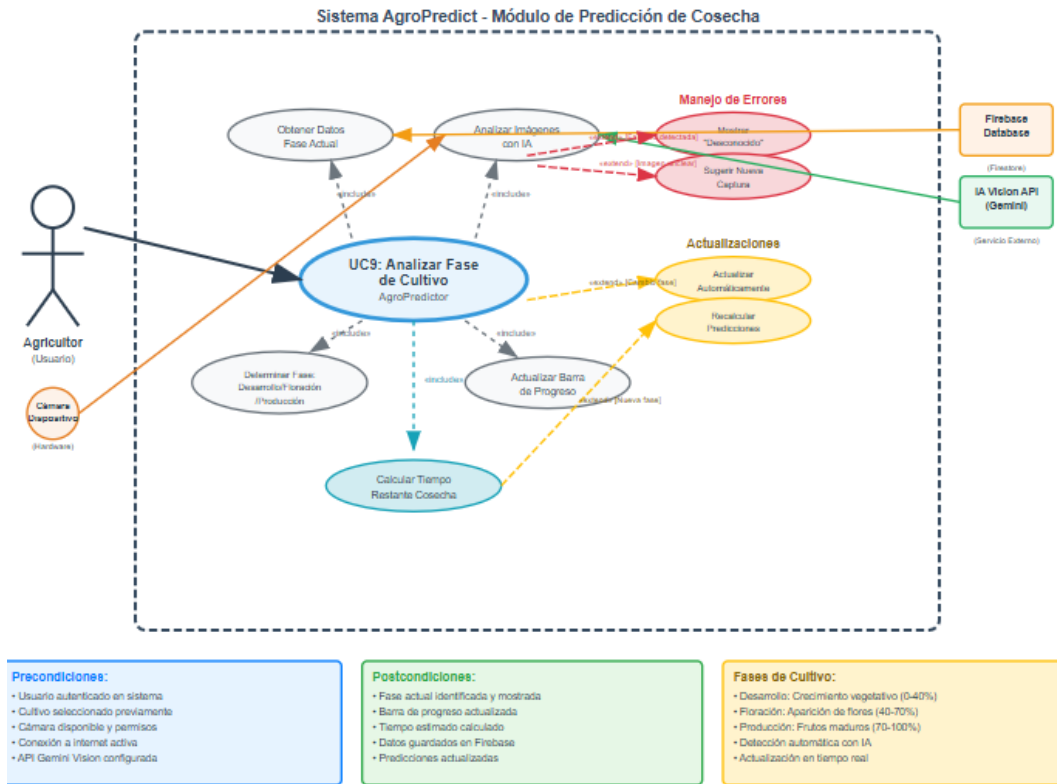 Sistema AgroPredict - Módulo de Predicción de Cosecha
Manejo de Errores
Obtener Datos
Fase Actual
Analizar Imágenes
con IA
Mostrar
"Desconocido"
«extend» [Imagen
Sugerir Nueva
Captura
Firebase
Database
(Firestore)
IA Vision API
(Gemini)
(Servicio Externo)
«include»
«include»
Actualizaciones
UC9: Analizar Fase
de Cultivo
AgroPredictor
Actualizar
Automáticamente
«extend» [Cambio fase]
Recalcular
Predicciones
Agricultor
(Usuario)
«include»
«include»
Determinar Fase:
Desarrollo/Floración
/Producción
Actualizar Barra
de Progreso
«extend» [Nueva fase]
Cámara
Dispositivo
(Hardware)
Calcular Tiempo
Restante Cosecha
Precondiciones:
• Usuario autenticado en sistema
• Cultivo seleccionado previamente
• Cámara disponible y permisos
• Conexión a internet activa
• API Gemini Vision configurada
Postcondiciones:
• Fase actual identificada y mostrada
• Barra de progreso actualizada
• Tiempo estimado calculado
• Datos guardados en Firebase
• Predicciones actualizadas
Fases de Cultivo:
• Desarrollo: Crecimiento vegetativo (0-40%)
• Floración: Aparición de flores (40-70%)
• Producción: Frutos maduros (70-100%)
• Detección automática con IA
• Actualización en tiempo real